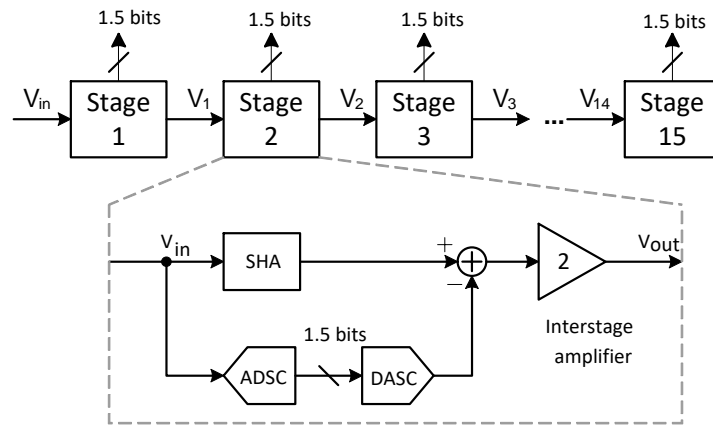 1.5 bits 1.5 bits 1.5 bits 1.5 bits
Vin Stage 1 V1 Stage 2 V2 Stage 3 V3 ... V14 Stage 15
Vin SHA + − + 2 Vout
1.5 bits
ADSC DASC
Interstage
amplifier